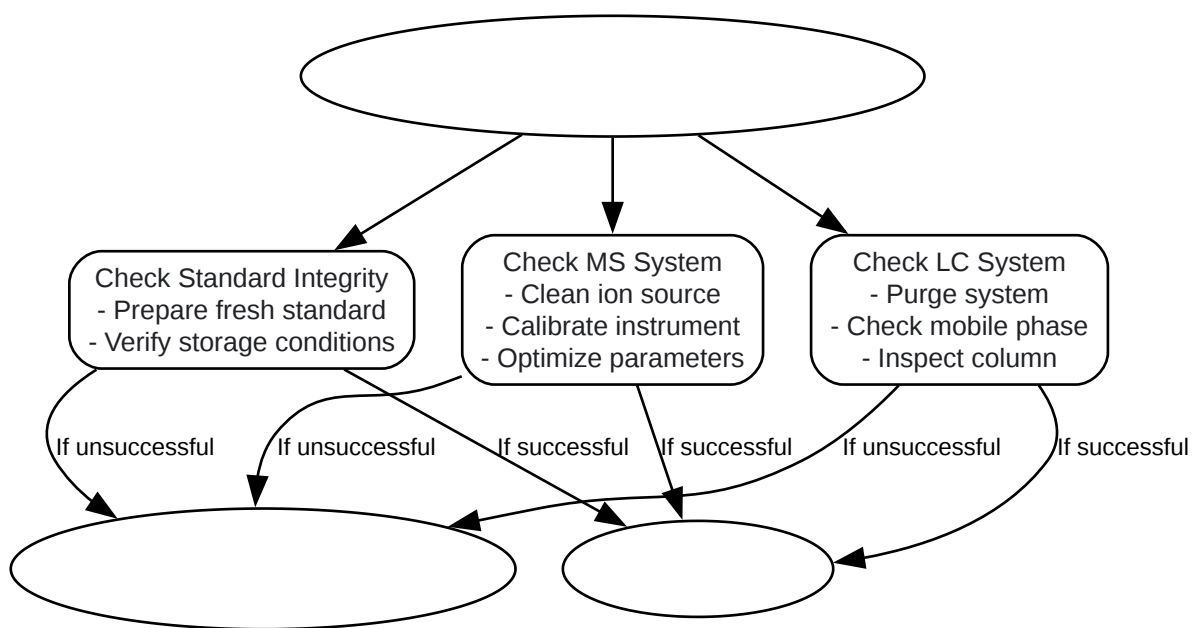 Check Standard Integrity
- Prepare fresh standard
- Verify storage conditions
Check MS System
- Clean ion source
- Calibrate instrument
- Optimize parameters
Check LC System
- Purge system
- Check mobile phase
- Inspect column
If unsuccessful
If unsuccessful
If successful
If successful
If unsuccessful
If successful